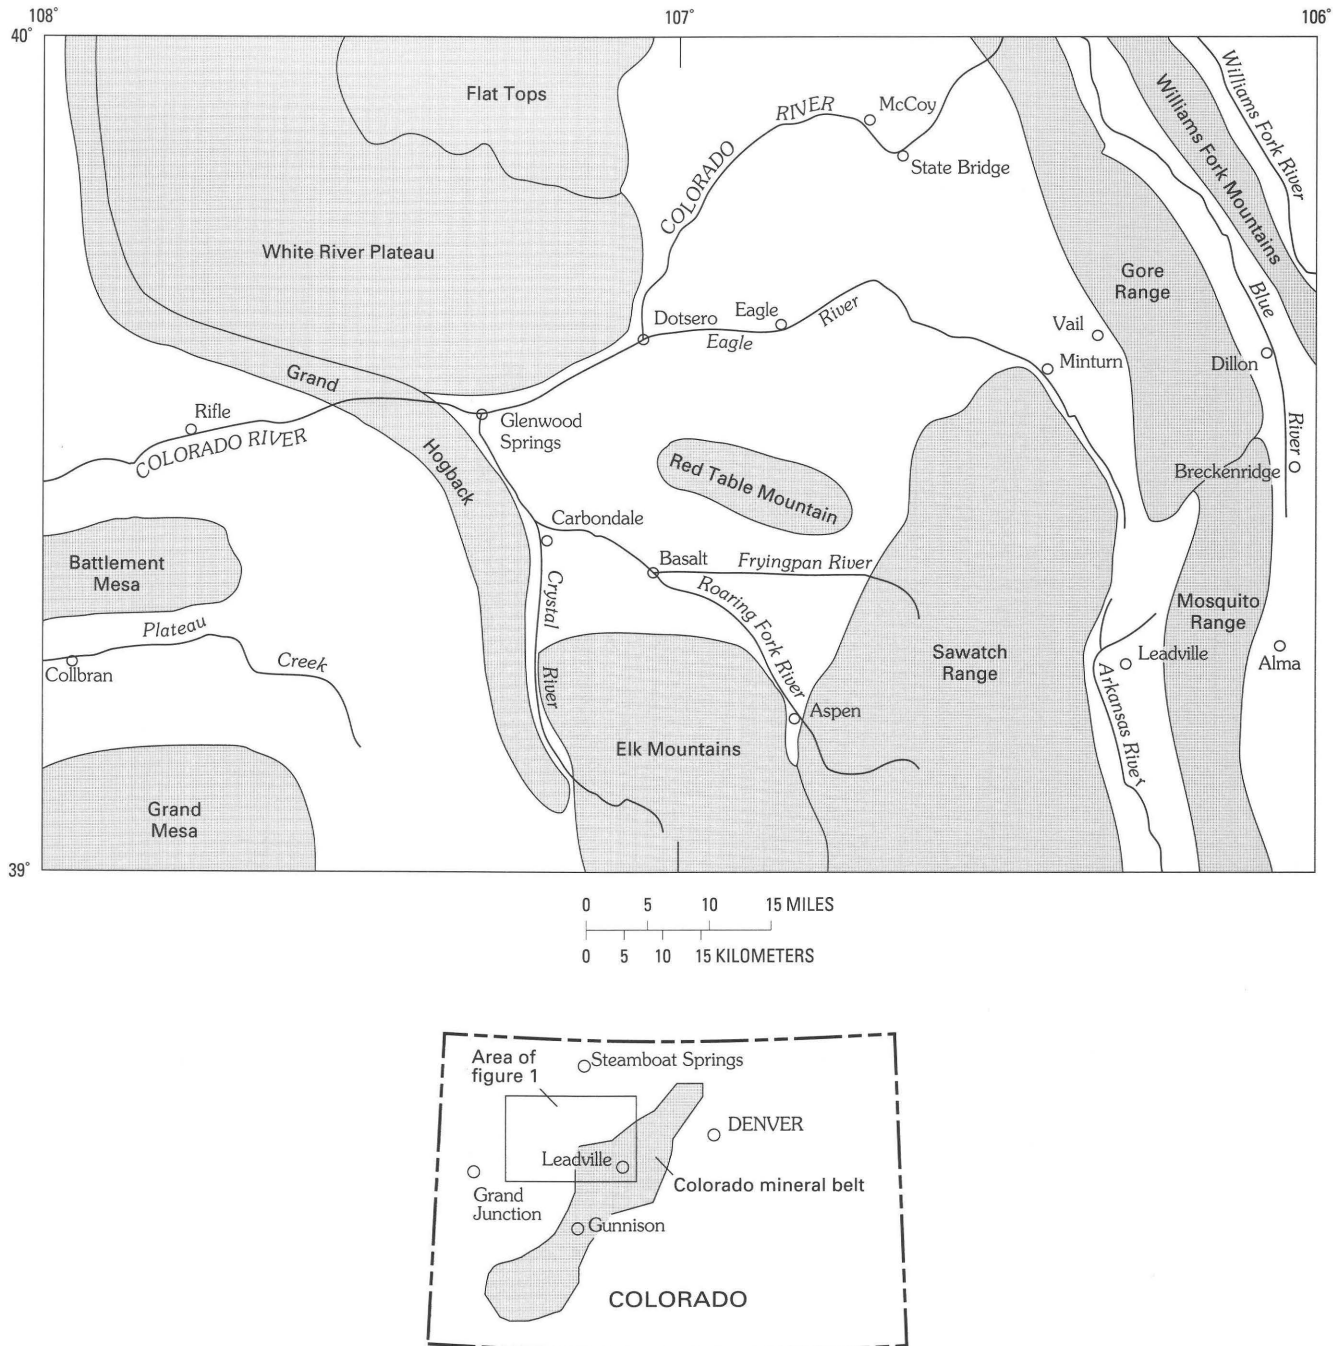 108°
107°
106°
40°
Flat Tops
COLORADO RIVER
McCoy
State Bridge
Williams Fork Mountains
Williams Fork River
White River Plateau
Gore
Range
Blue
River
Dotsero
Eagle
Eagle
River
Vail
Minturn
Dillon
Grand
Hogback
Rifle
COLORADO RIVER
Glenwood
Springs
Red Table Mountain
Breckenridge
Carbondale
Battlement
Mesa
Basalt
Fryingpan River
Crystal
River
Roaring Fork River
Mosquito
Range
Plateau
Creek
Collbran
Sawatch
Range
Leadville
Alma
Arkansas River
Aspen
Elk Mountains
Grand
Mesa
39°
0 5 10 15 MILES
0 5 10 15 KILOMETERS
Area of
figure 1
Steamboat Springs
DENVER
Leadville
Grand
Junction
Colorado mineral belt
Gunnison
COLORADO